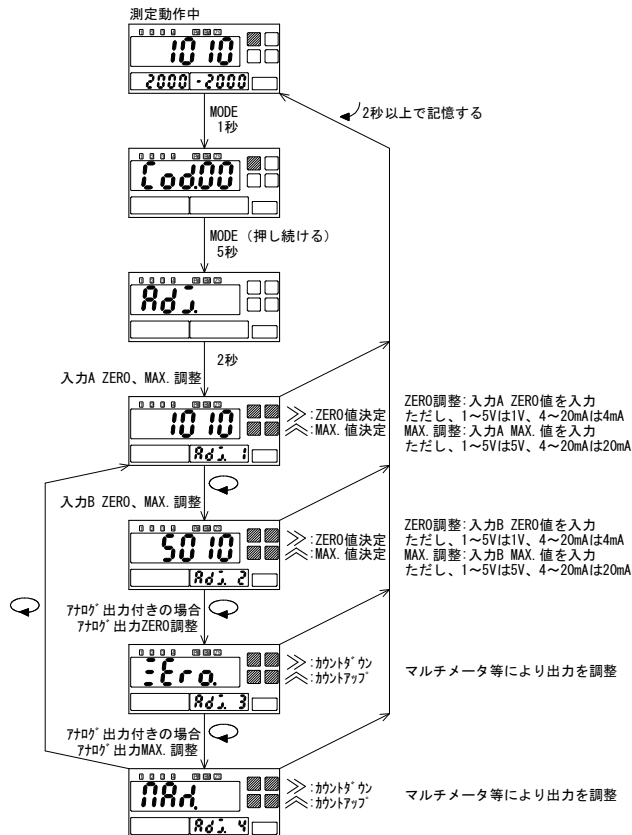 測定動作中
1010
2000 -2000
MODE
1秒
2秒以上で記憶する
Cod.00
MODE (押し続ける)
5秒
Adj.
2秒
入力A ZERO、MAX.調整
1010
Adj. 1
≫:ZERO値決定
︽:MAX.値決定
ZERO調整:入力A ZERO値を入力
ただし、1～5Vは1V、4～20mAは4mA
MAX.調整:入力A MAX.値を入力
ただし、1～5Vは5V、4～20mAは20mA
入力B ZERO、MAX.調整
5010
Adj. 2
≫:ZERO値決定
︽:MAX.値決定
ZERO調整:入力B ZERO値を入力
ただし、1～5Vは1V、4～20mAは4mA
MAX.調整:入力B MAX.値を入力
ただし、1～5Vは5V、4～20mAは20mA
ｱﾅﾛｸﾞ出力付きの場合
ｱﾅﾛｸﾞ出力ZERO調整
ZEro.
Adj. 3
≫:ｶｳﾝﾄﾀﾞｳﾝ
︽:ｶｳﾝﾄｱｯﾌﾟ
マルチメータ等により出力を調整
ｱﾅﾛｸﾞ出力付きの場合
ｱﾅﾛｸﾞ出力MAX.調整
Adj. 4
≫:ｶｳﾝﾄﾀﾞｳﾝ
︽:ｶｳﾝﾄｱｯﾌﾟ
マルチメータ等により出力を調整